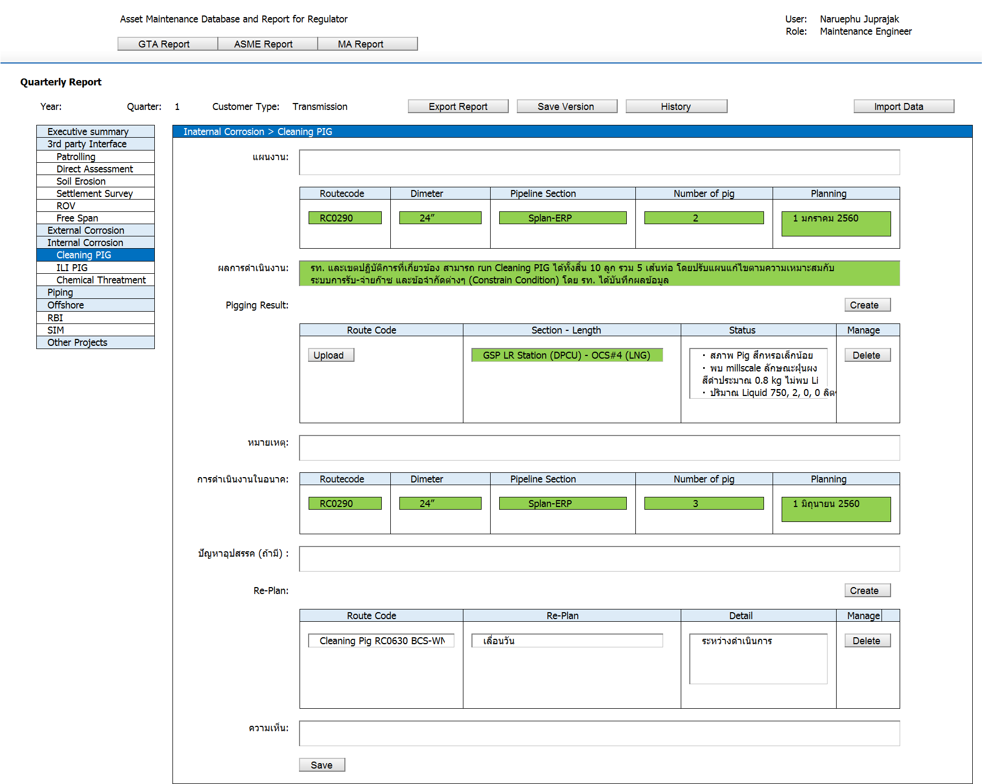 Asset Maintenance Database and Report for Regulator
User: Naruephu Juprajak
Role: Maintenance Engineer
GTA Report ASME Report MA Report
Quarterly Report
Year: Quarter: 1 Customer Type: Transmission Export Report Save Version History Import Data
Executive summary
3rd party Interface
Patrolling
Direct Assessment
Soil Erosion
Settlement Survey
ROV
Free Span
External Corrosion
Internal Corrosion
Cleaning PIG
ILI PIG
Chemical Threatment
Piping
Offshore
RBI
SIM
Other Projects
Inaternal Corrosion > Cleaning PIG
แผนงาน:
Routecode Dimeter Pipeline Section Number of pig Planning
RC0290 24” Splan-ERP 2 1 มกราคม 2560
ผลการดำเนินงาน: รท. และเขตปฏิบัติการที่เกี่ยวข้อง สามารถ run Cleaning PIG ได้ทั้งสิ้น 10 ลูก รวม 5 เส้นท่อ โดยปรับแผนแก้ไขตามความเหมาะสมกับ
ระบบการรับ-จ่ายก๊าซ และข้อจำกัดต่างๆ (Constrain Condition) โดย รท. ได้บันทึกผลข้อมูล
Pigging Result: Create
Route Code Section - Length Status Manage
Upload GSP LR Station (DPCU) - OCS#4 (LNG) · สภาพ Pig สึกหรอเล็กน้อย Delete
· พบ millscale ลักษณะฝุ่นผง
สีดำประมาณ 0.8 kg ไม่พบ Li
· ปริมาณ Liquid 750, 2, 0, 0 ลิตร
หมายเหตุ:
การดำเนินงานในอนาค: Routecode Dimeter Pipeline Section Number of pig Planning
RC0290 24” Splan-ERP 3 1 มิถุนายน 2560
ปัญหาอุปสรรค (ถ้ามี) :
Re-Plan: Create
Route Code Re-Plan Detail Manage
Cleaning Pig RC0630 BCS-WN เลื่อนวัน ระหว่างดำเนินการ Delete
ความเห็น:
Save